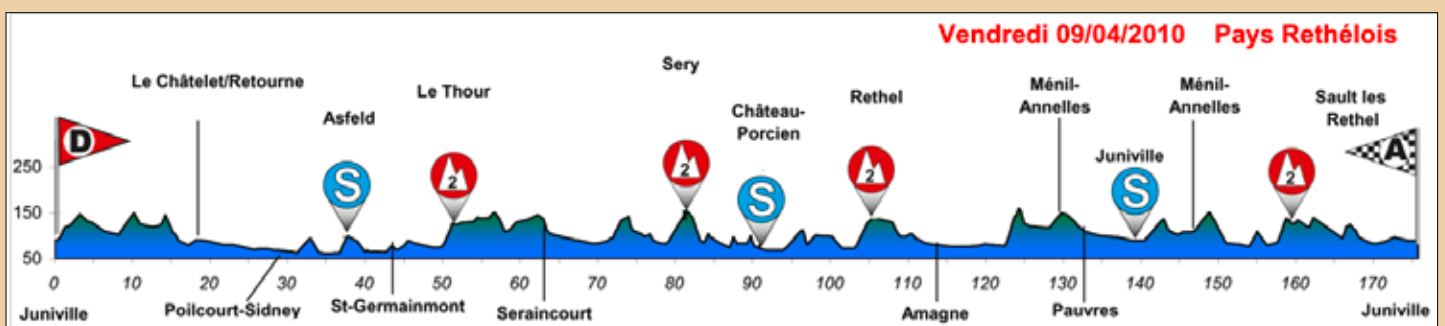 Vendredi 09/04/2010 Pays Rethélois
Le Châtelet/Retourne
Asfeld
Le Thour
Sery
Château-
Porcien
Rethel
Ménil-
Annelles
Juniville
Ménil-
Annelles
Sault les
Rethel
D
S
2
2
S
2
S
2
A
250
150
50
0 10 20 30 40 50 60 70 80 90 100 110 120 130 140 150 160 170
Juniville
Poilcourt-Sidney
St-Germainmont
Seraincourt
Amagne
Pauvres
Juniville